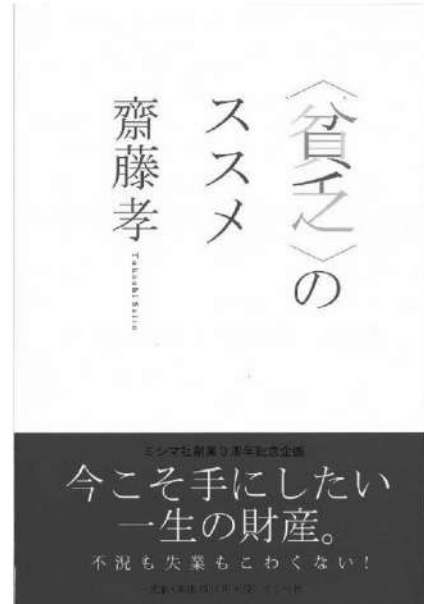 〈貧乏〉の
ススメ
齋藤孝
Takashi Saito
ミシマ社創業3周年記念企画
今こそ手にしたい
一生の財産。
不況も失業もこわくない!